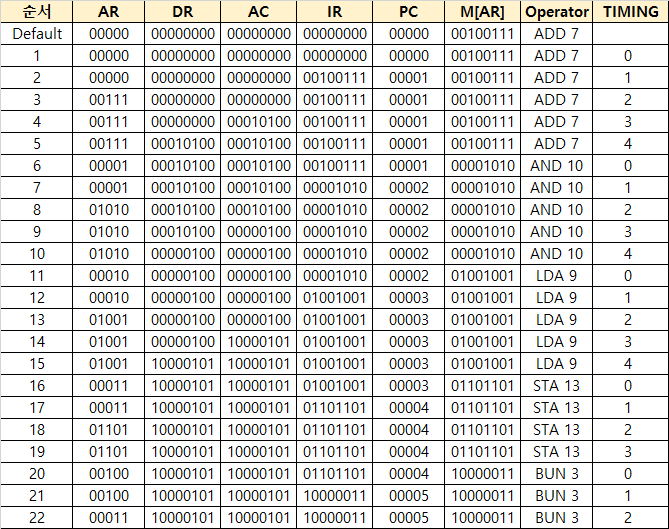 순서 AR DR AC IR PC M[AR] Operator TIMING
Default 00000 00000000 00000000 00000000 00000 00100111 ADD 7
1 00000 00000000 00000000 00000000 00000 00100111 ADD 7 0
2 00000 00000000 00000000 00100111 00001 00100111 ADD 7 1
3 00111 00000000 00000000 00100111 00001 00100111 ADD 7 2
4 00111 00000000 00010100 00100111 00001 00100111 ADD 7 3
5 00111 00010100 00010100 00100111 00001 00100111 ADD 7 4
6 00001 00010100 00010100 00100111 00001 00001010 AND 10 0
7 00001 00010100 00010100 00001010 00002 00001010 AND 10 1
8 01010 00010100 00010100 00001010 00002 00001010 AND 10 2
9 01010 00010100 00000100 00001010 00002 00001010 AND 10 3
10 01010 00000100 00000100 00001010 00002 00001010 AND 10 4
11 00010 00000100 00000100 00001010 00002 01001001 LDA 9 0
12 00010 00000100 00000100 01001001 00003 01001001 LDA 9 1
13 01001 00000100 00000100 01001001 00003 01001001 LDA 9 2
14 01001 00000100 10000101 01001001 00003 01001001 LDA 9 3
15 01001 10000101 10000101 01001001 00003 01001001 LDA 9 4
16 00011 10000101 10000101 01001001 00003 01101101 STA 13 0
17 00011 10000101 10000101 01101101 00004 01101101 STA 13 1
18 01101 10000101 10000101 01101101 00004 01101101 STA 13 2
19 01101 10000101 10000101 01101101 00004 01101101 STA 13 3
20 00100 10000101 10000101 01101101 00004 10000011 BUN 3 0
21 00100 10000101 10000101 10000011 00005 10000011 BUN 3 1
22 00011 10000101 10000101 10000011 00005 10000011 BUN 3 2